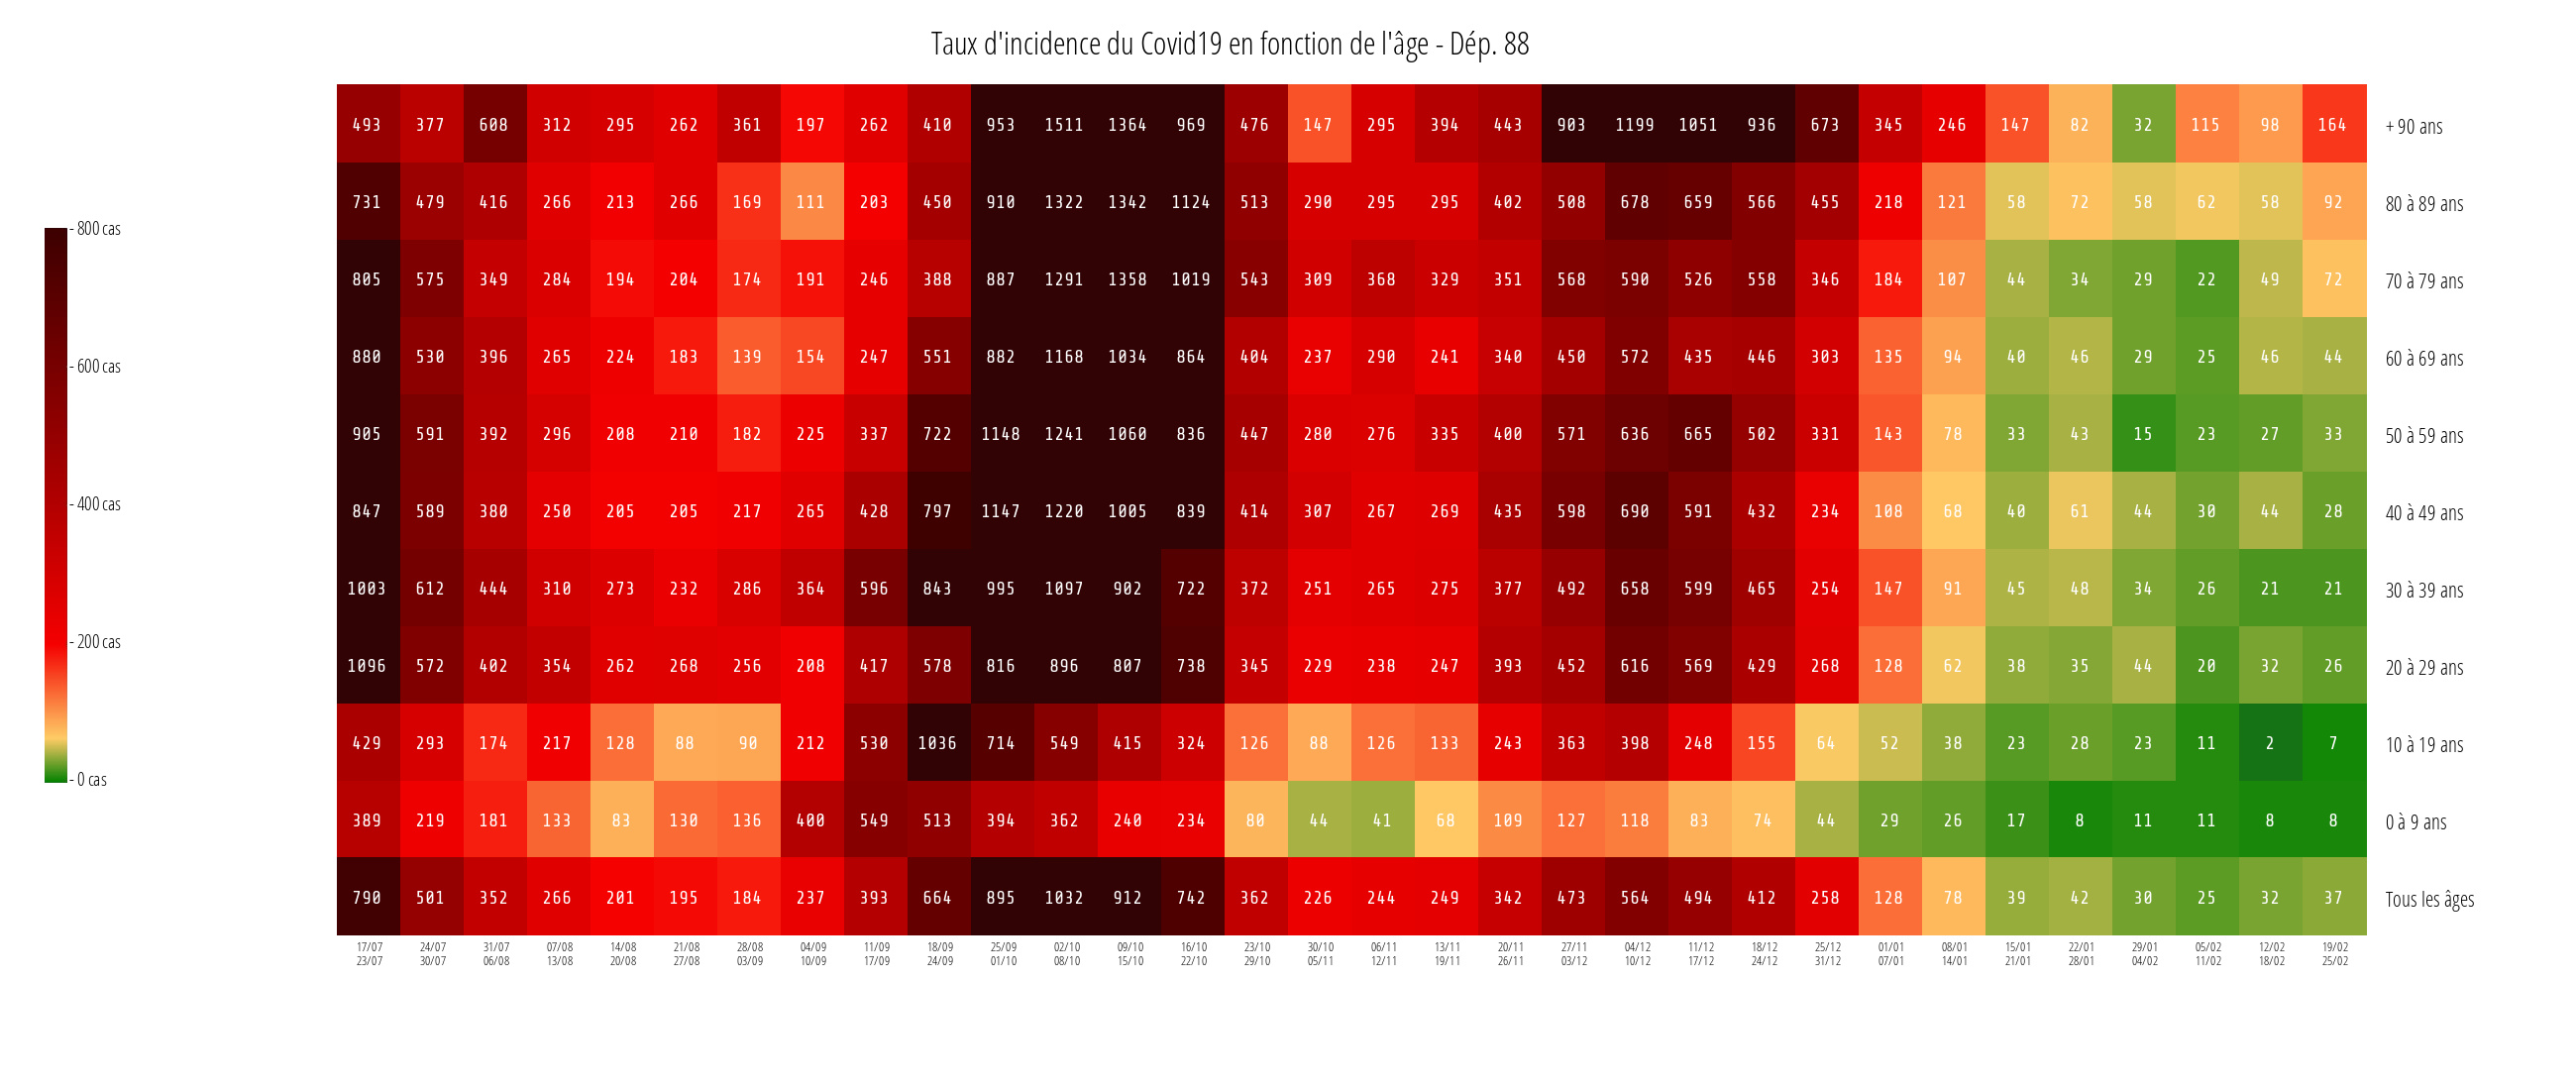 Taux d'incidence du Covid19 en fonction de l'âge - Dép. 88
493 377 608 312 295 262 361 197 262 410 953 1511 1364 969 476 147 295 394 443 903 1199 1051 936 673 345 246 147 82 32 115 98 164 + 90 ans
731 479 416 266 213 266 169 111 203 450 910 1322 1342 1124 513 290 295 295 402 508 678 659 566 455 218 121 58 72 58 62 58 92 80 à 89 ans
- 800 cas
805 575 349 284 194 204 174 191 246 388 887 1291 1358 1019 543 309 368 329 351 568 590 526 558 346 184 107 44 34 29 22 49 72 70 à 79 ans
880 530 396 265 224 183 139 154 247 551 882 1168 1034 864 404 237 290 241 340 450 572 435 446 303 135 94 40 46 29 25 46 44 60 à 69 ans
- 600 cas
905 591 392 296 208 210 182 225 337 722 1148 1241 1060 836 447 280 276 335 400 571 636 665 502 331 143 78 33 43 15 23 27 33 50 à 59 ans
- 400 cas
847 589 380 250 205 205 217 265 428 797 1147 1220 1005 839 414 307 267 269 435 598 690 591 432 234 108 68 40 61 44 30 44 28 40 à 49 ans
1003 612 444 310 273 232 286 364 596 843 995 1097 902 722 372 251 265 275 377 492 658 599 465 254 147 91 45 48 34 26 21 21 30 à 39 ans
- 200 cas
1096 572 402 354 262 268 256 208 417 578 816 896 807 738 345 229 238 247 393 452 616 569 429 268 128 62 38 35 44 20 32 26 20 à 29 ans
429 293 174 217 128 88 90 212 530 1036 714 549 415 324 126 88 126 133 243 363 398 248 155 64 52 38 23 28 23 11 2 7 10 à 19 ans
- 0 cas
389 219 181 133 83 130 136 400 549 513 394 362 240 234 80 44 41 68 109 127 118 83 74 44 29 26 17 8 11 11 8 8 0 à 9 ans
790 501 352 266 201 195 184 237 393 664 895 1032 912 742 362 226 244 249 342 473 564 494 412 258 128 78 39 42 30 25 32 37 Tous les âges
17/07 24/07 31/07 07/08 14/08 21/08 28/08 04/09 11/09 18/09 25/09 02/10 09/10 16/10 23/10 30/10 06/11 13/11 20/11 27/11 04/12 11/12 18/12 25/12 01/01 08/01 15/01 22/01 29/01 05/02 12/02 19/02
23/07 30/07 06/08 13/08 20/08 27/08 03/09 10/09 17/09 24/09 01/10 08/10 15/10 22/10 29/10 05/11 12/11 19/11 26/11 03/12 10/12 17/12 24/12 31/12 07/01 14/01 21/01 28/01 04/02 11/02 18/02 25/02